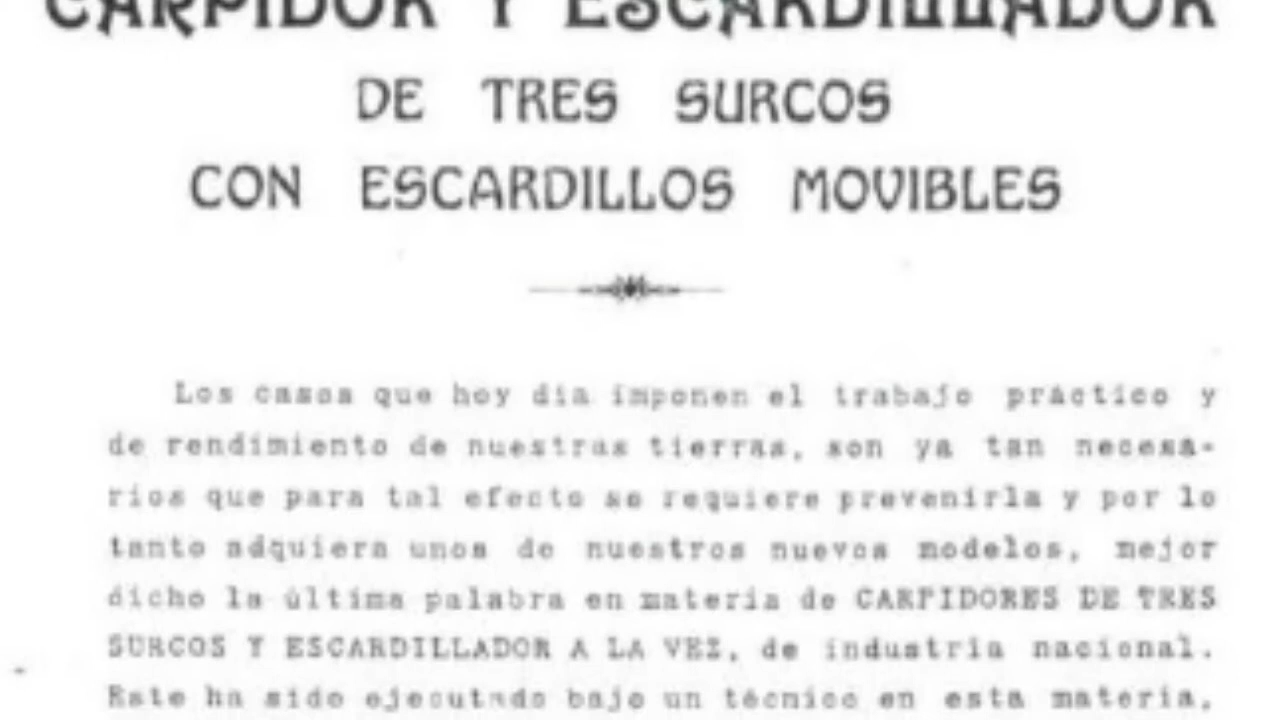 CARPIDOR Y ESCARDILLADOR
DE TRES SURCOS
CON ESCARDILLOS MOVIBLES
Los casos que hoy dia imponen el trabajo práctico y
de rendimiento de nuestras tierras, son ya tan necesa-
rios que para tal efecto se requiere prevenirla y por lo
tanto adquiera unos de nuestros nuevos modelos, mejor
dicho la última palabra en materia de CARPIDORES DE TRES
SURCOS Y ESCARDILLADOR A LA VEZ, de industria nacional.
Este ha sido ejecutado bajo un técnico en esta materia,